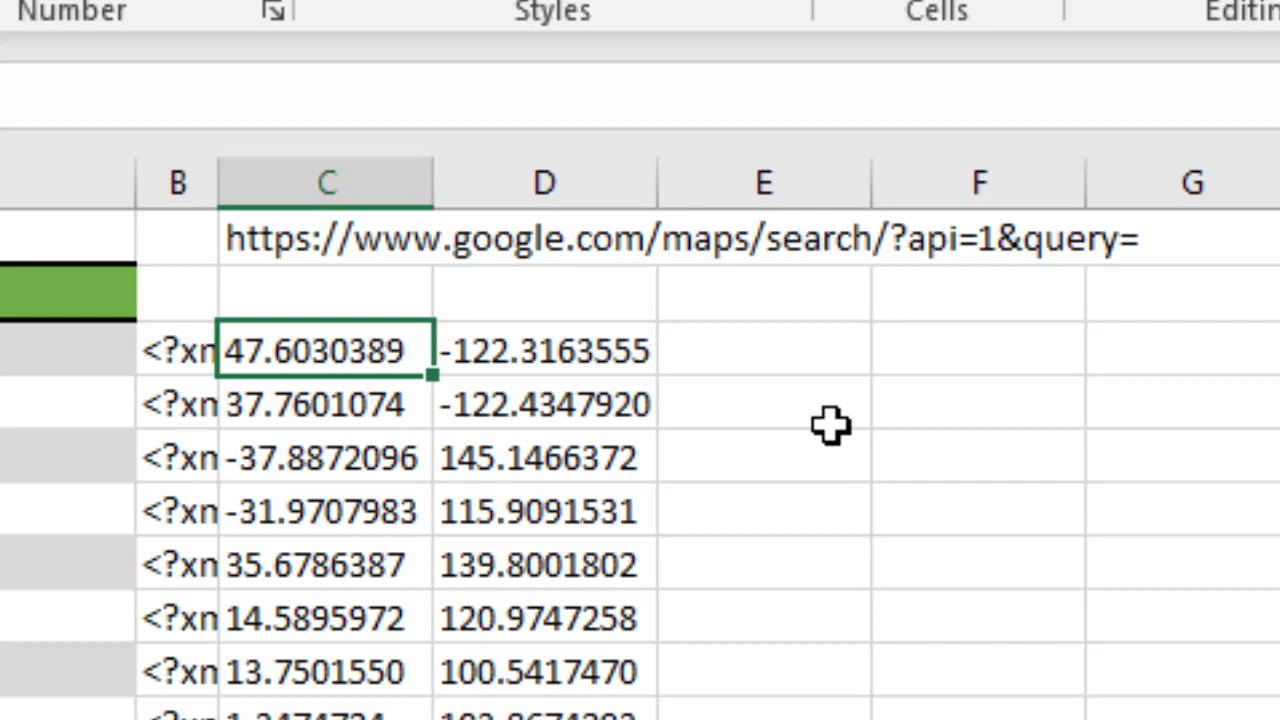 Number Styles Cells Editin
B C D E F G
https://www.google.com/maps/search/?api=1&query=
<?xn 47.6030389 -122.3163555
<?xn 37.7601074 -122.4347920
<?xn -37.8872096 145.1466372
<?xn -31.9707983 115.9091531
<?xn 35.6786387 139.8001802
<?xn 14.5895972 120.9747258
<?xn 13.7501550 100.5417470